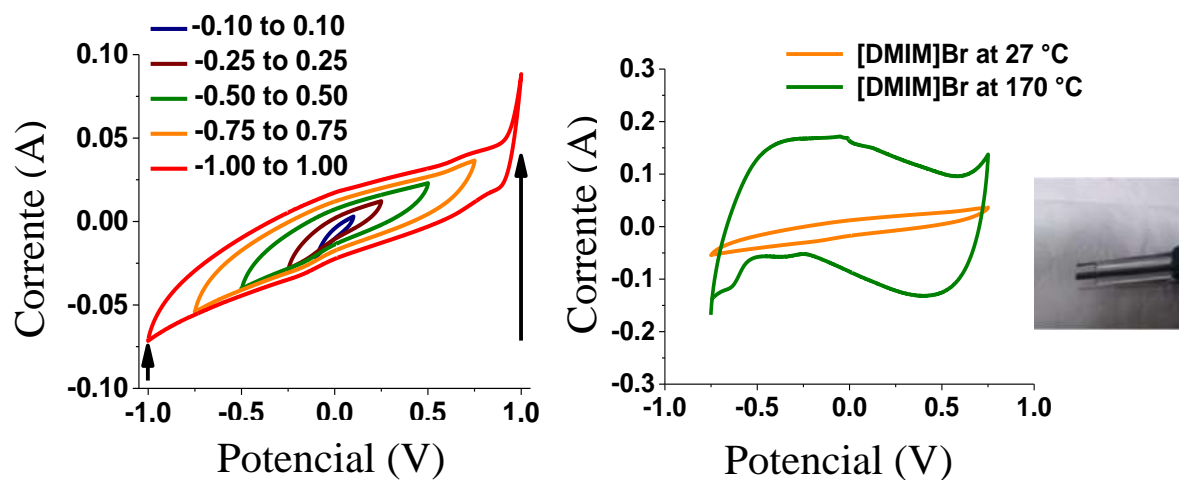 -0.10 to 0.10
-0.25 to 0.25
-0.50 to 0.50
-0.75 to 0.75
-1.00 to 1.00
0.10
0.05
0.00
-0.05
-0.10
Corrente (A)
-1.0 -0.5 0.0 0.5 1.0
Potencial (V)
[DMIM]Br at 27 °C
[DMIM]Br at 170 °C
0.3
0.2
0.1
0.0
-0.1
-0.2
-0.3
Corrente (A)
-1.0 -0.5 0.0 0.5 1.0
Potencial (V)